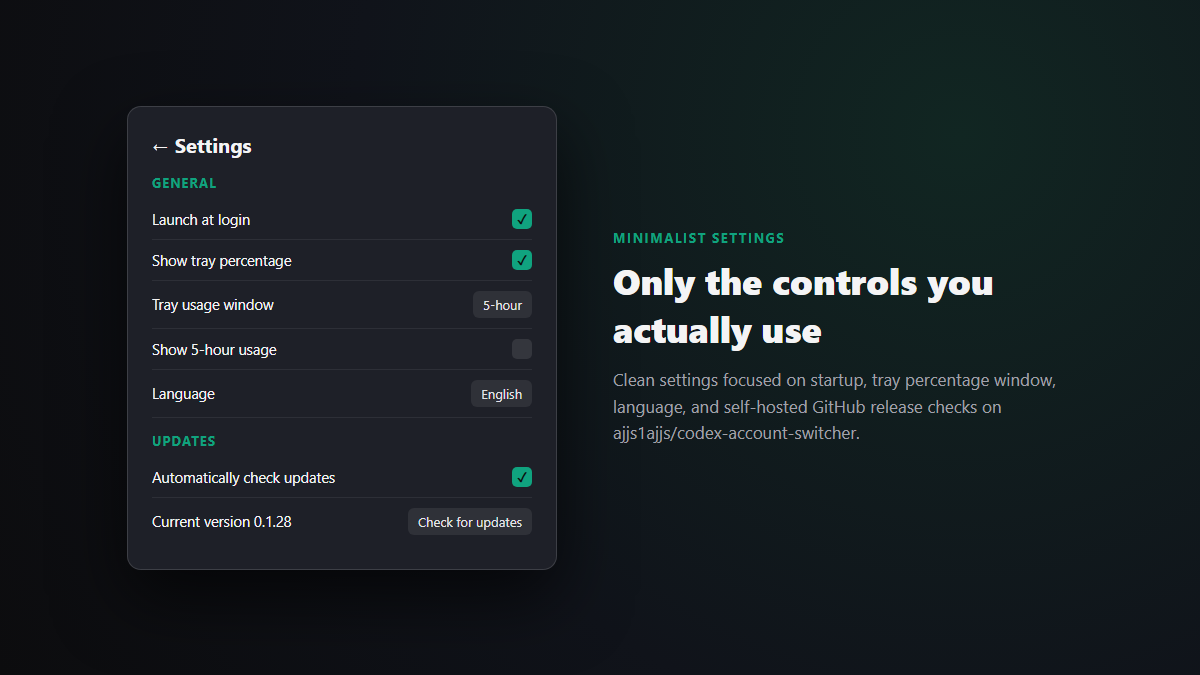 ← Settings
GENERAL
Launch at login
Show tray percentage
Tray usage window 5-hour
Show 5-hour usage
Language English
UPDATES
Automatically check updates
Current version 0.1.28 Check for updates
MINIMALIST SETTINGS
Only the controls you
actually use
Clean settings focused on startup, tray percentage window,
language, and self-hosted GitHub release checks on
ajjs1ajjs/codex-account-switcher.